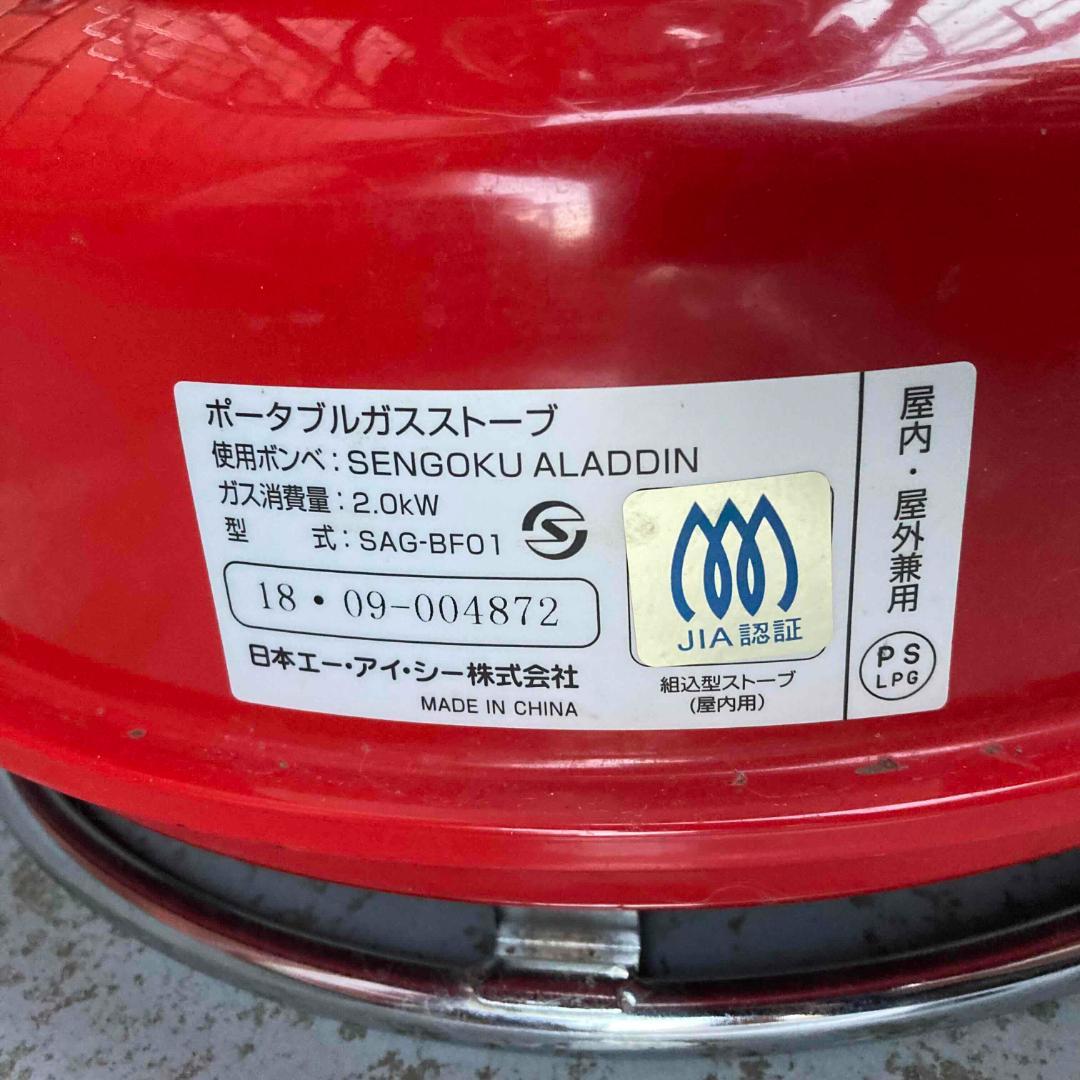 ポータブルガスストーブ
使用ボンベ：SENGOKU ALADDIN
ガス消費量：2.0kW
型　　式：SAG-BF01
18・09-004872
日本エー・アイ・シー株式会社
MADE IN CHINA
JIA認証
組込型ストーブ
(屋内用)
屋内・屋外兼用
PS
LPG